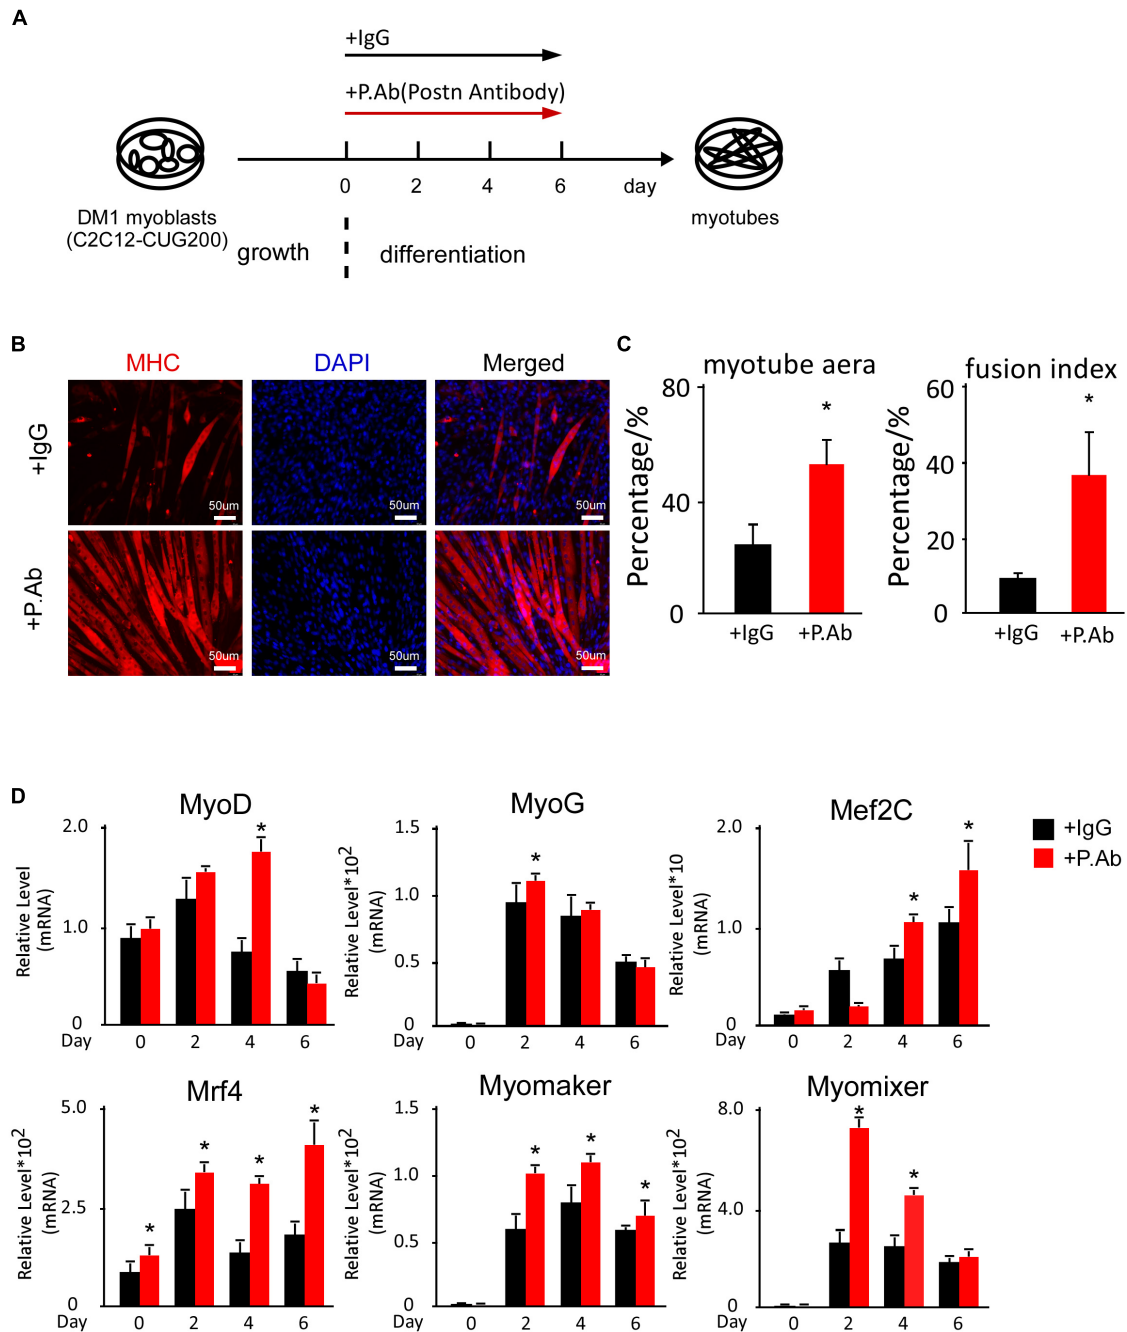 A
+IgG
+P.Ab(Postn Antibody)
0 2 4 6 day
DM1 myoblasts
(C2C12-CUG200)
myotubes
growth
differentiation
B
MHC DAPI Merged
+IgG
50um 50um 50um
+P.Ab
50um 50um 50um
C
myotube aera
Percentage/%
80
40
0
+IgG +P.Ab
*
fusion index
Percentage/%
60
40
20
0
+IgG +P.Ab
*
D
MyoD
Relative Level
(mRNA)
2.0
1.0
0
*
Day 0 2 4 6
MyoG
Relative Level*102
(mRNA)
1.5
1.0
0.5
0
*
Day 0 2 4 6
Mef2C
Relative Level*10
(mRNA)
2.0
1.0
0
* *
Day 0 2 4 6
+IgG
+P.Ab
Mrf4
Relative Level*102
(mRNA)
5.0
2.5
0
* * * *
Day 0 2 4 6
Myomaker
Relative Level*102
(mRNA)
1.5
1.0
0.5
0
* * *
Day 0 2 4 6
Myomixer
Relative Level*102
(mRNA)
8.0
4.0
0
* *
Day 0 2 4 6